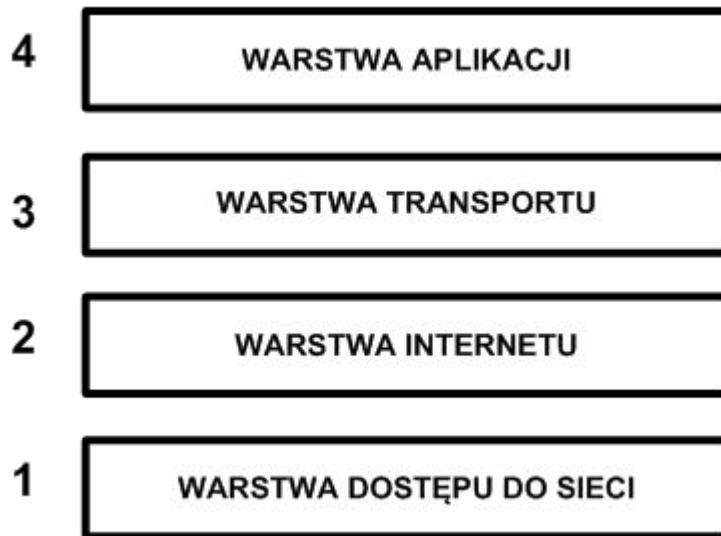 4 WARSTWA APLIKACJI
3 WARSTWA TRANSPORTU
2 WARSTWA INTERNETU
1 WARSTWA DOSTĘPU DO SIECI